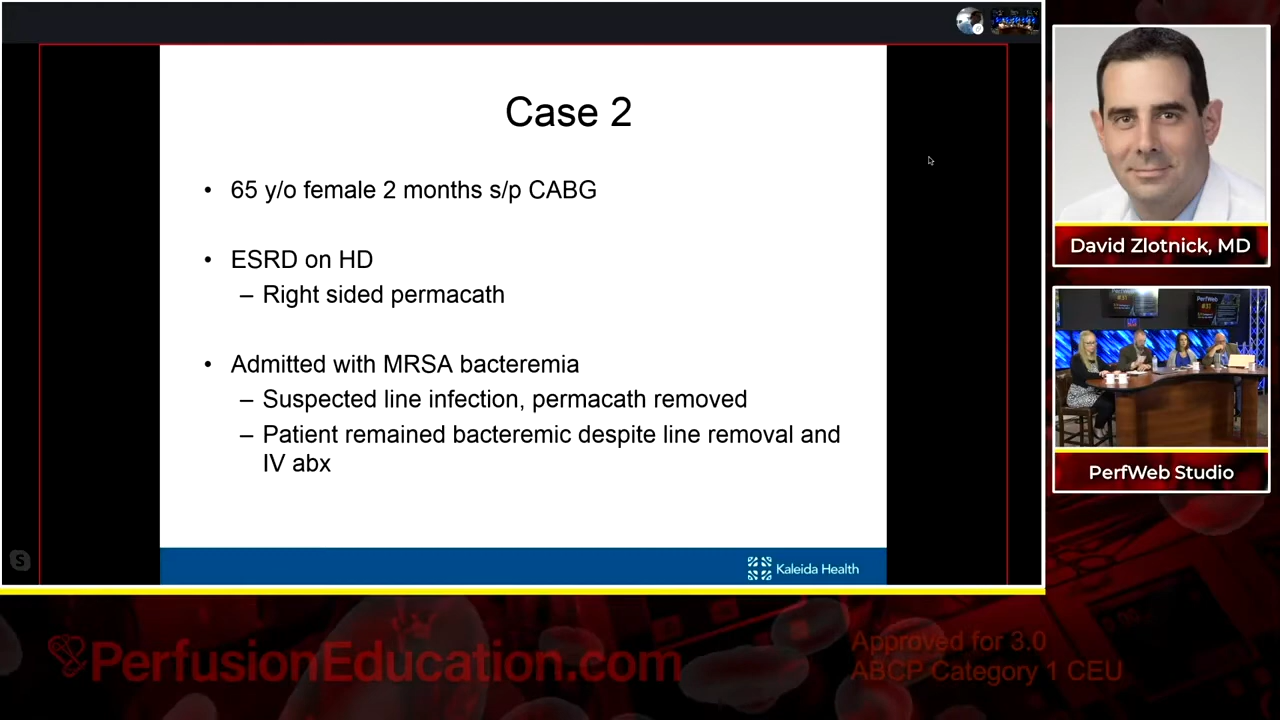 Case 2
• 65 y/o female 2 months s/p CABG
• ESRD on HD
– Right sided permacath
• Admitted with MRSA bacteremia
– Suspected line infection, permacath removed
– Patient remained bacteremic despite line removal and
IV abx
Kaleida Health
S
David Zlotnick, MD
PerfWeb
PerfWeb Studio
PerfusionEducation.com
Approved for 3.0
ABCP Category 1 CEU